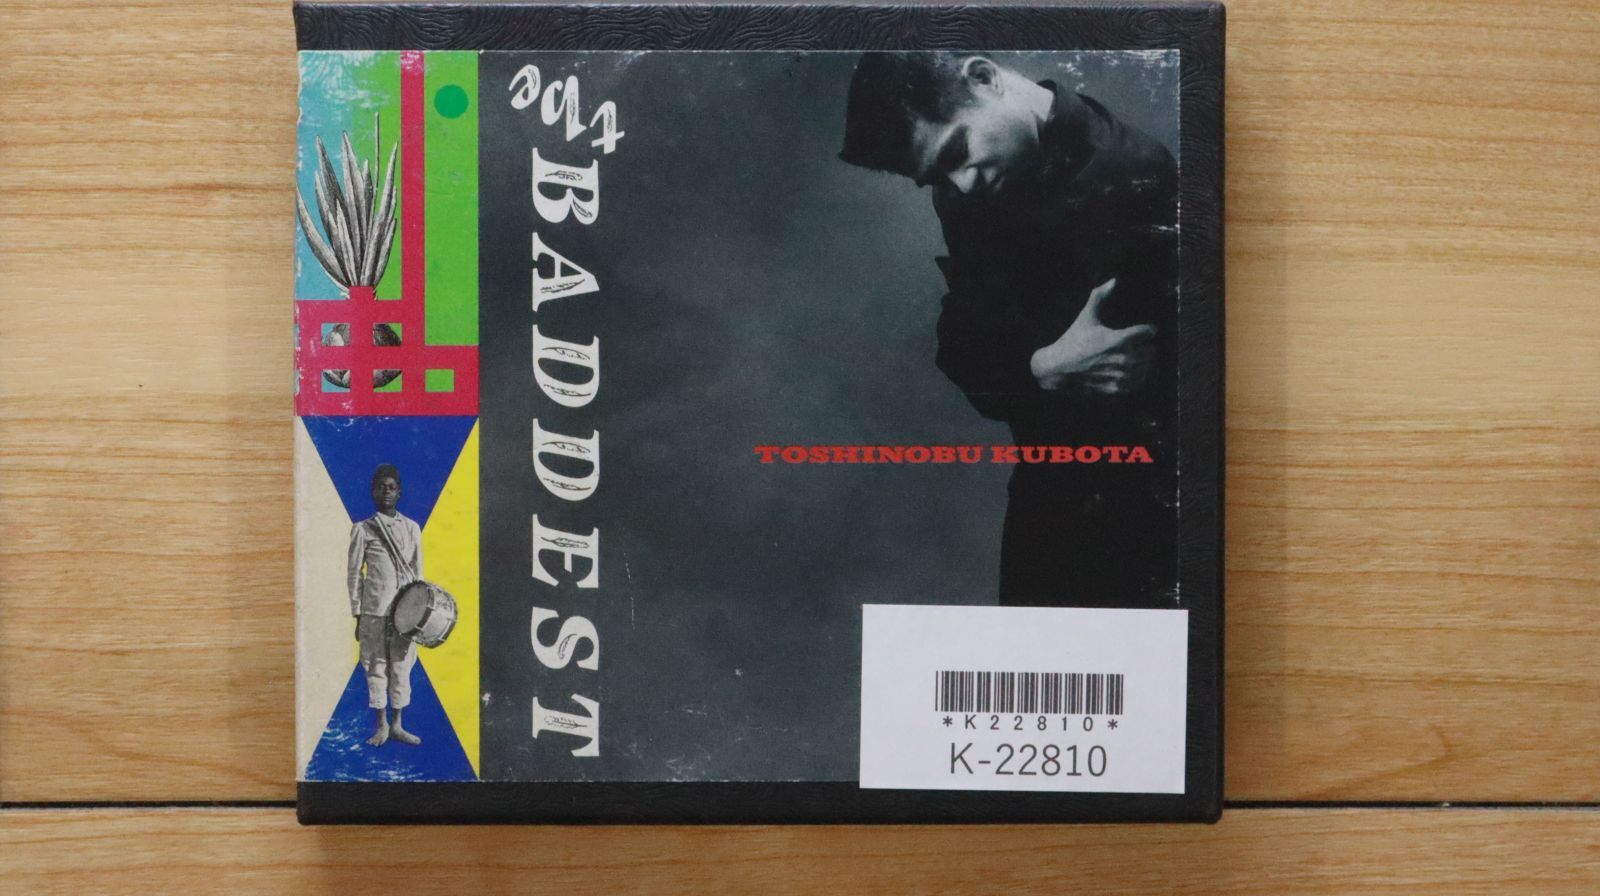 the BADDEST
TOSHINOBU KUBOTA
*K22810*
K-22810